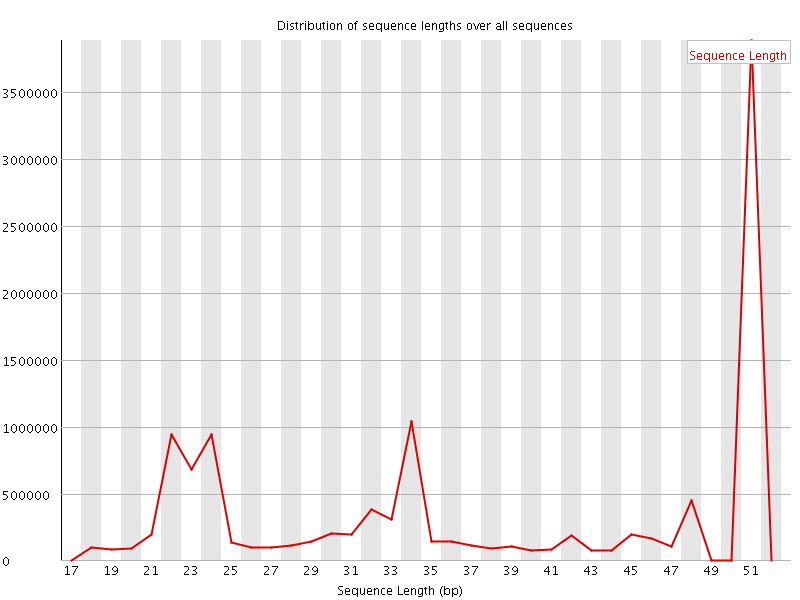 Distribution of sequence lengths over all sequences
Sequence Length
3500000
3000000
2500000
2000000
1500000
1000000
500000
0
17 19 21 23 25 27 29 31 33 35 37 39 41 43 45 47 49 51
Sequence Length (bp)